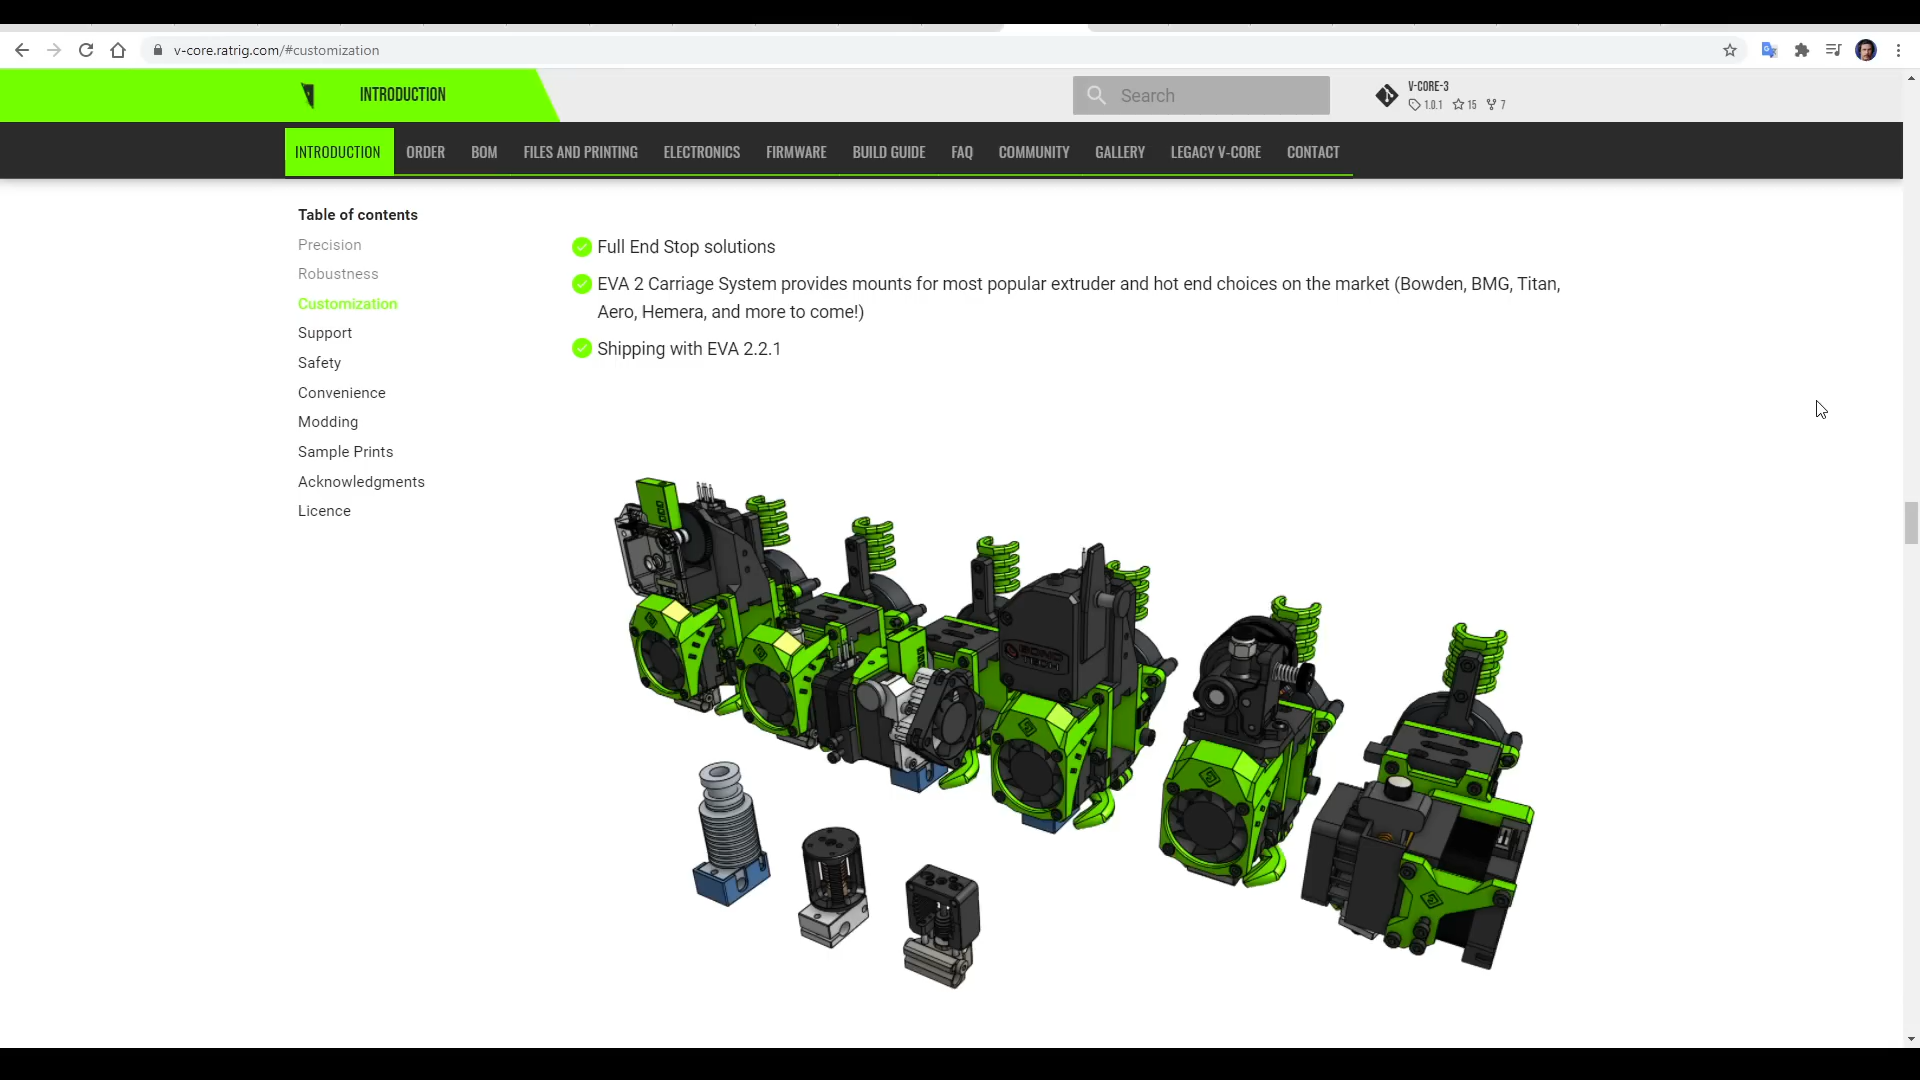 v-core.ratrig.com/#customization
INTRODUCTION
Search
V-CORE-3
1.0.1 15 7
INTRODUCTION ORDER BOM FILES AND PRINTING ELECTRONICS FIRMWARE BUILD GUIDE FAQ COMMUNITY GALLERY LEGACY V-CORE CONTACT
Table of contents
Precision
Robustness
Customization
Support
Safety
Convenience
Modding
Sample Prints
Acknowledgments
Licence
Full End Stop solutions
EVA 2 Carriage System provides mounts for most popular extruder and hot end choices on the market (Bowden, BMG, Titan,
Aero, Hemera, and more to come!)
Shipping with EVA 2.2.1
BOND
TECH